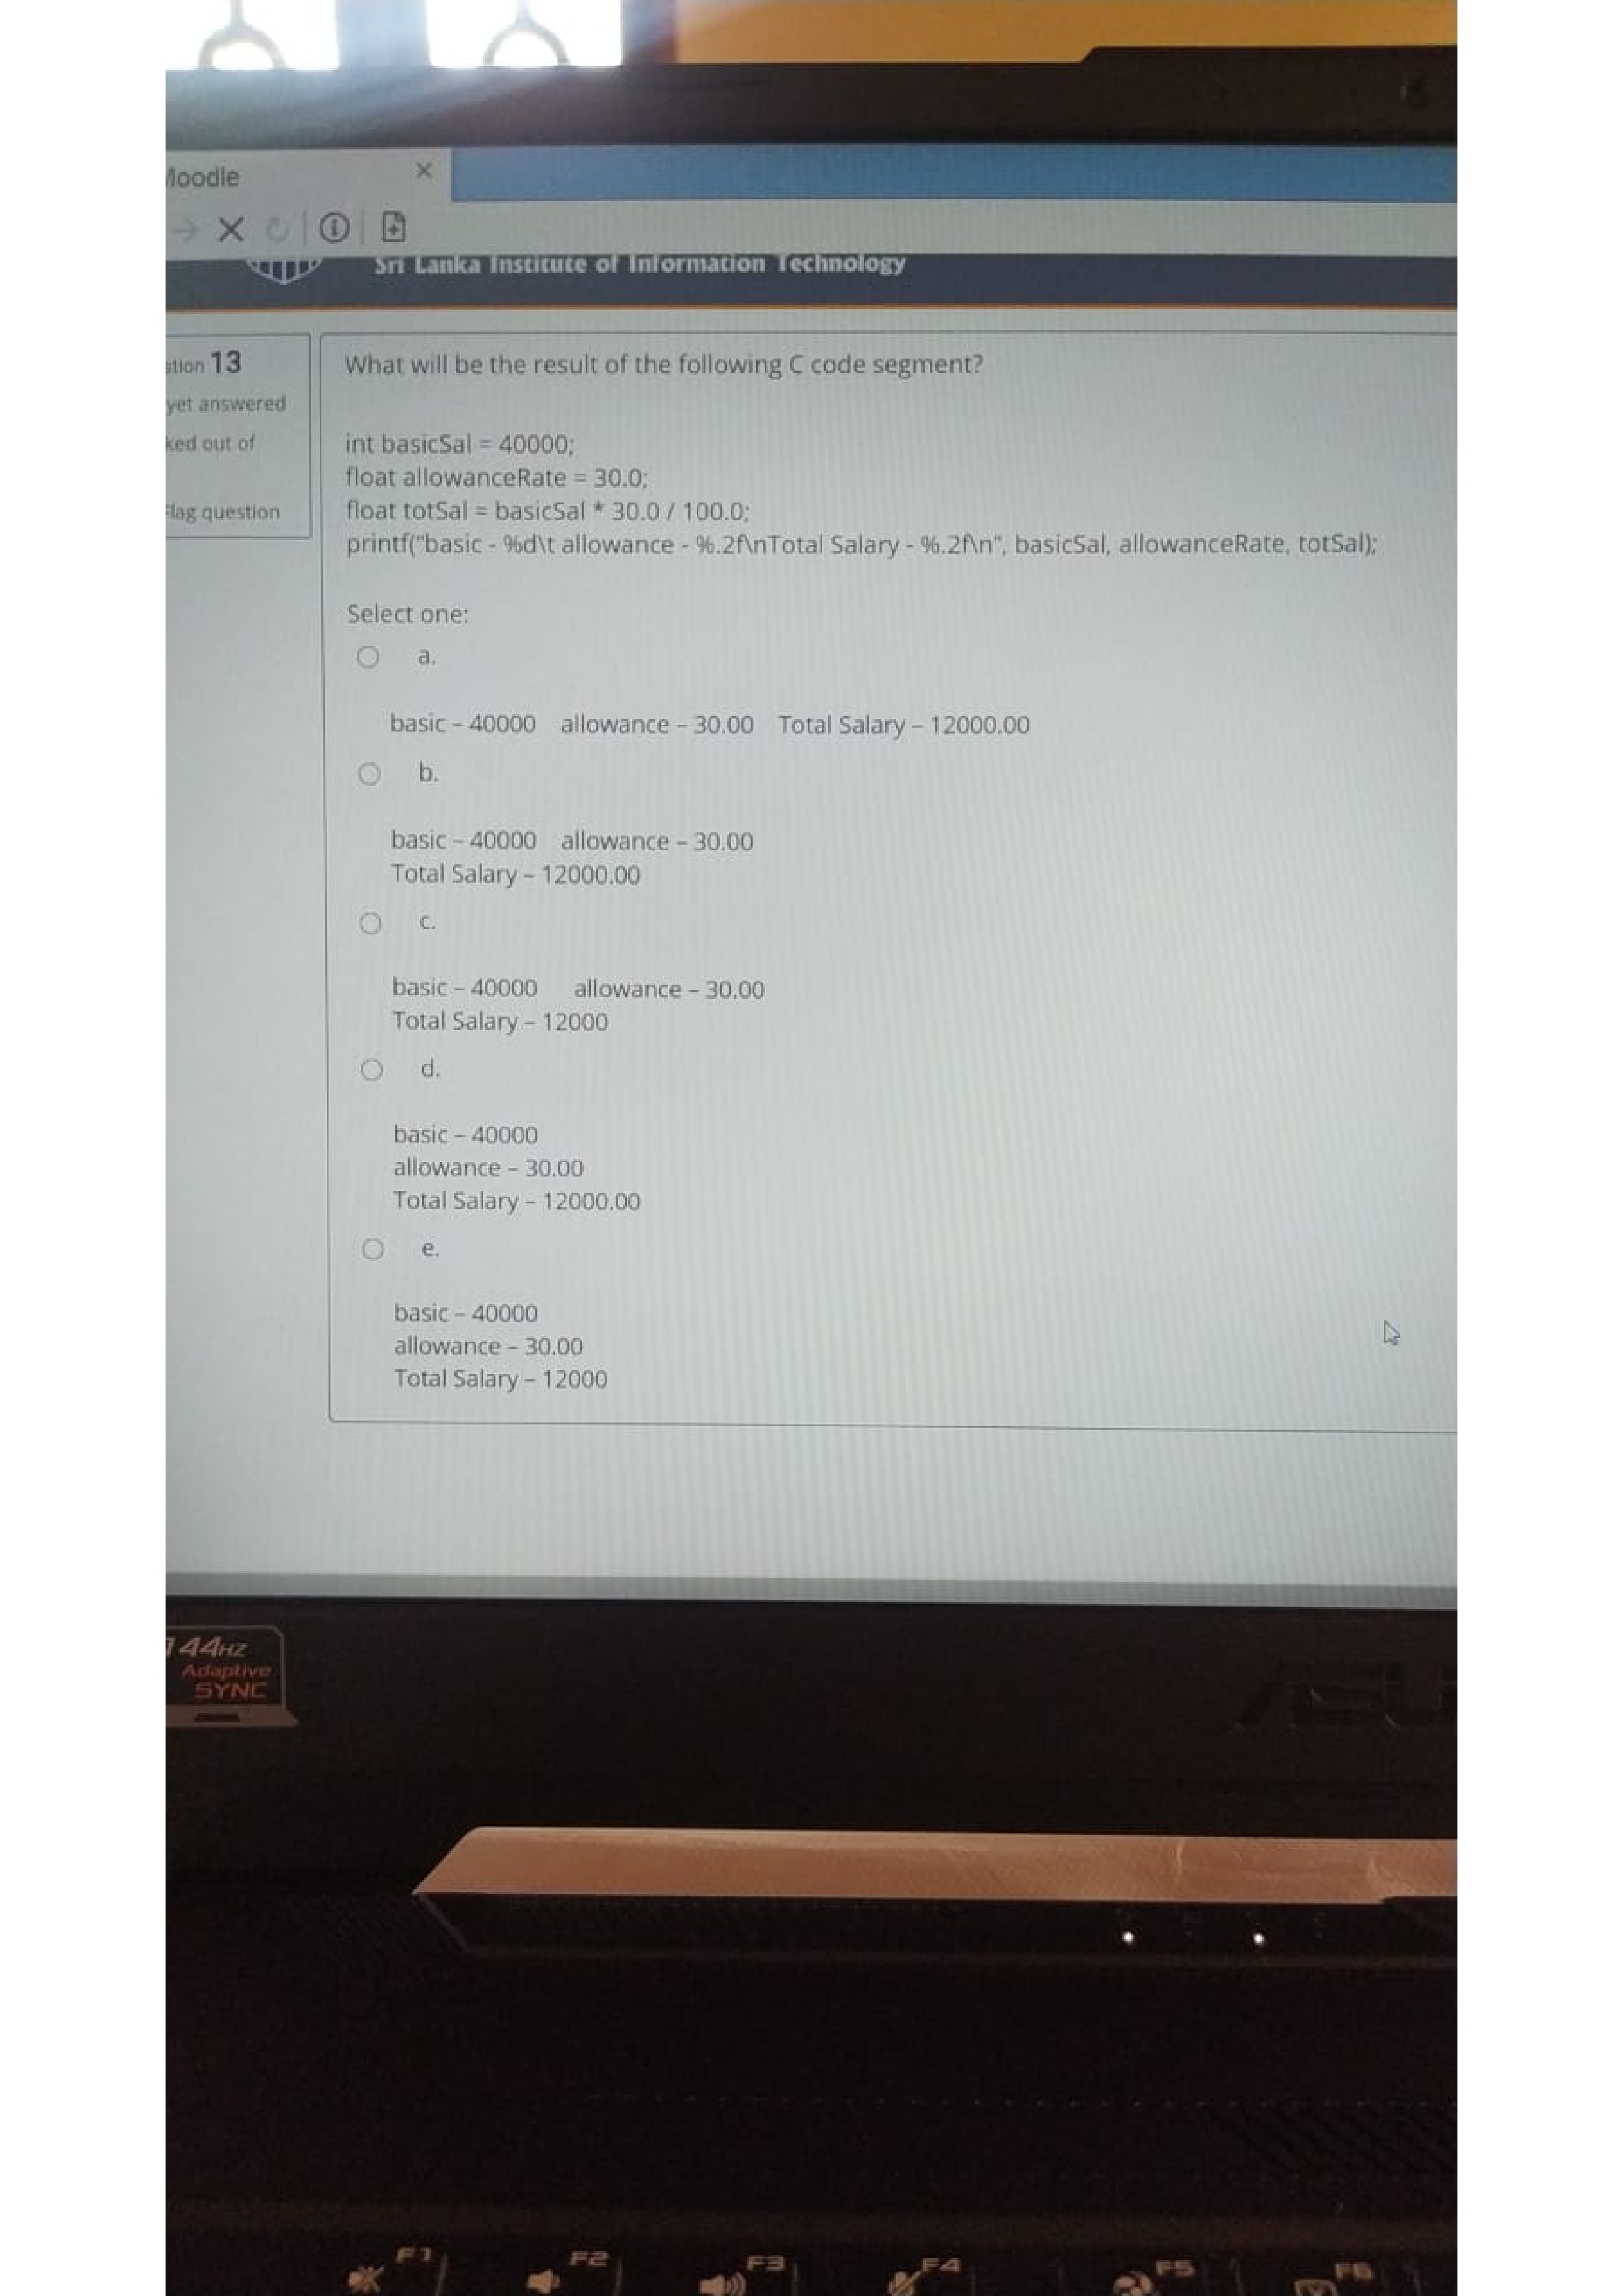 Moodle
Sri Lanka Institute of Information Technology
stion 13
yet answered
ked out of
Flag question
What will be the result of the following C code segment?
int basicSal = 40000;
float allowanceRate = 30.0;
float totSal = basicSal * 30.0 / 100.0;
printf("basic - %d\t allowance - %.2f\nTotal Salary - %.2f\n", basicSal, allowanceRate, totSal);
Select one:
a.
basic – 40000 allowance – 30.00 Total Salary – 12000.00
b.
basic – 40000 allowance – 30.00
Total Salary – 12000.00
c.
basic – 40000 allowance – 30.00
Total Salary – 12000
d.
basic – 40000
allowance – 30.00
Total Salary – 12000.00
e.
basic – 40000
allowance – 30.00
Total Salary – 12000
144HZ
Adaptive
SYNC
ASU
F1 F2 F3 F4 F5 F6